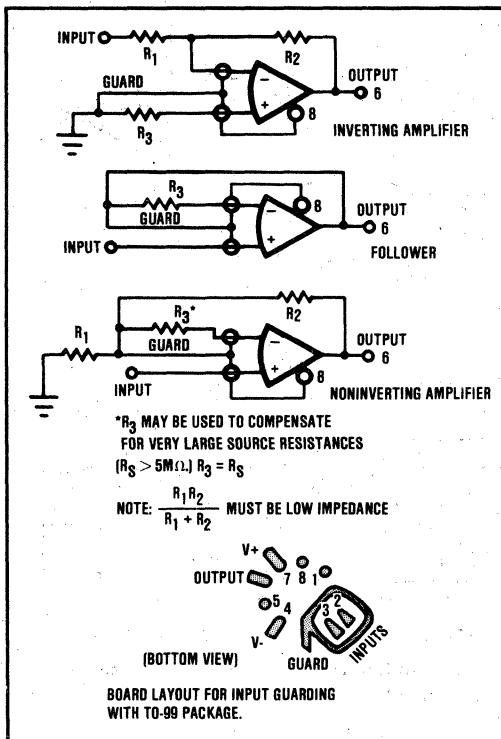 INPUT R1 R2
GUARD
− + 8
OUTPUT
6
R3
INVERTING AMPLIFIER
R3
GUARD
8
− +
OUTPUT
6
INPUT
FOLLOWER
R1
R2
R3*
GUARD
− + 8
OUTPUT
6
INPUT
NONINVERTING AMPLIFIER
*R3 MAY BE USED TO COMPENSATE
FOR VERY LARGE SOURCE RESISTANCES
(RS > 5MΩ.) R3 = RS
NOTE: R1R2 / R1 + R2 MUST BE LOW IMPEDANCE
V+
OUTPUT 7 8 1
5 4 3 2
V-
INPUTS
(BOTTOM VIEW) GUARD
BOARD LAYOUT FOR INPUT GUARDING
WITH TO-99 PACKAGE.